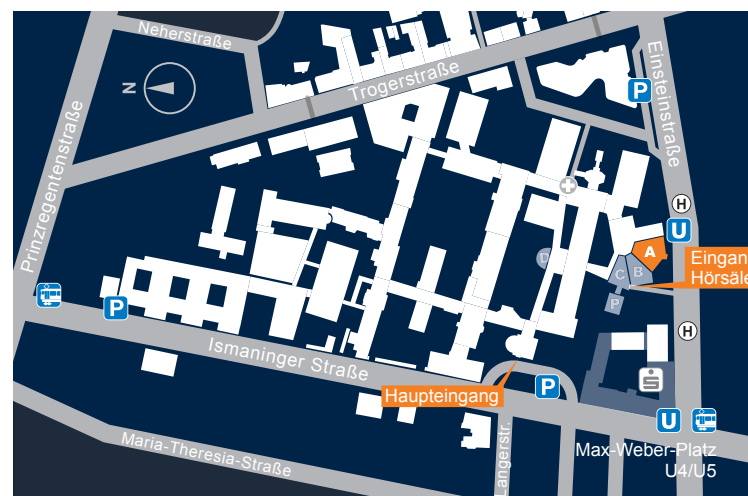 Neherstraße
N
Trogerstraße
Einsteinstraße
P
Prinzregentenstraße
H
U
A
Eingan
Hörsäle
D
C
B
P
P
Ismaninger Straße
H
Haupteingang
P
U
Maria-Theresia-Straße
Langerstr.
Max-Weber-Platz
U4/U5